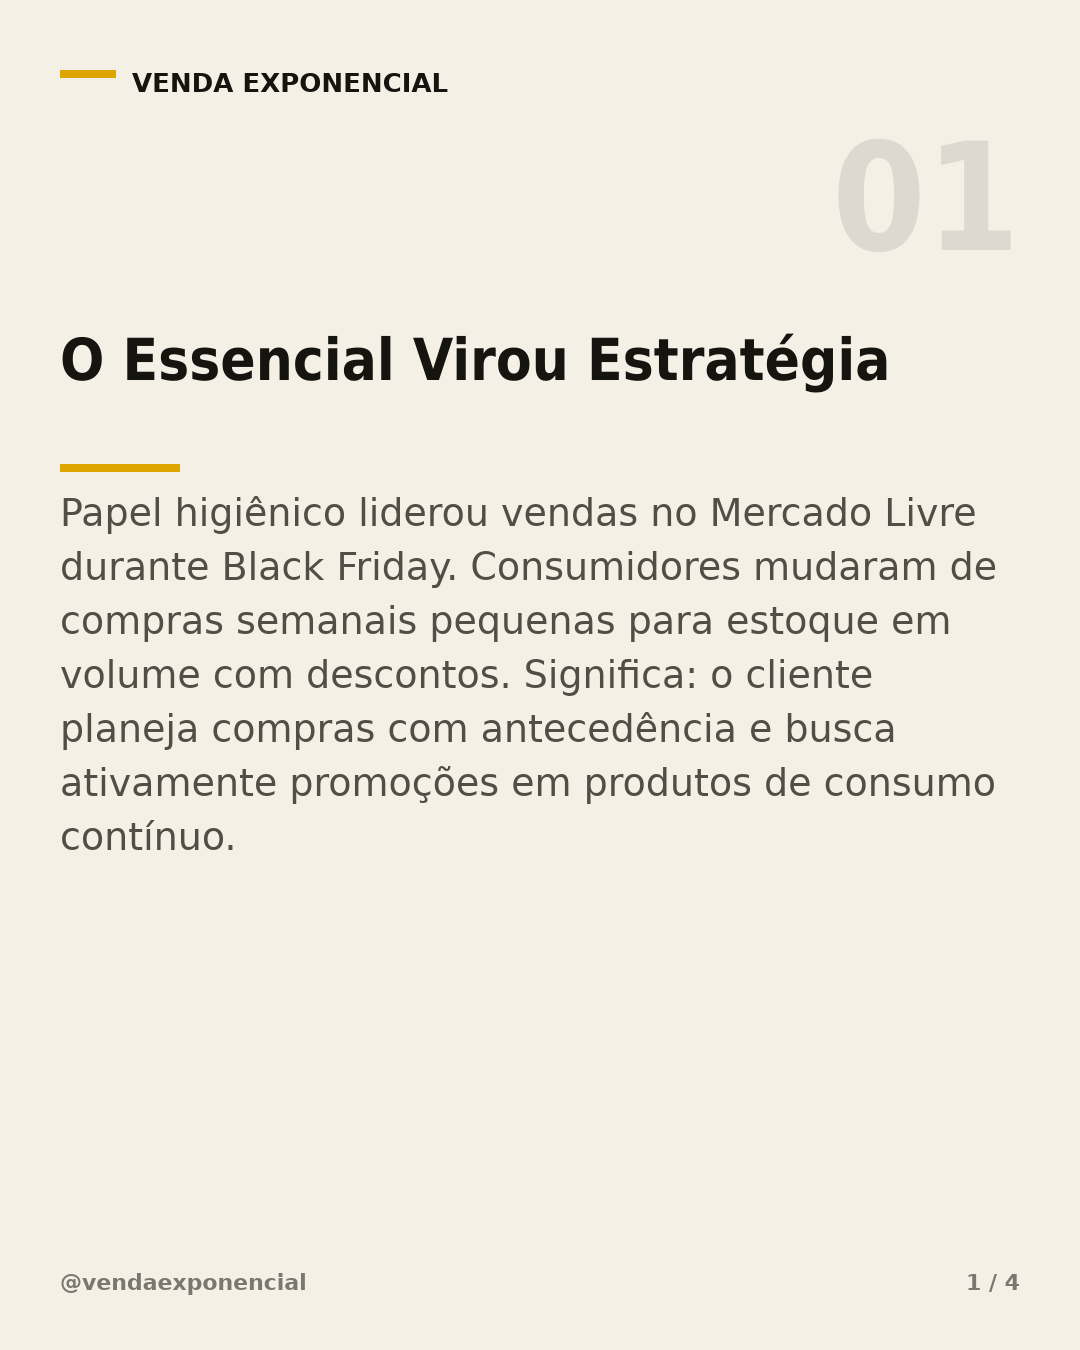 VENDA EXPONENCIAL
01
O Essencial Virou Estratégia
Papel higiênico liderou vendas no Mercado Livre
durante Black Friday. Consumidores mudaram de
compras semanais pequenas para estoque em
volume com descontos. Significa: o cliente
planeja compras com antecedência e busca
ativamente promoções em produtos de consumo
contínuo.
@vendaexponencial
1 / 4